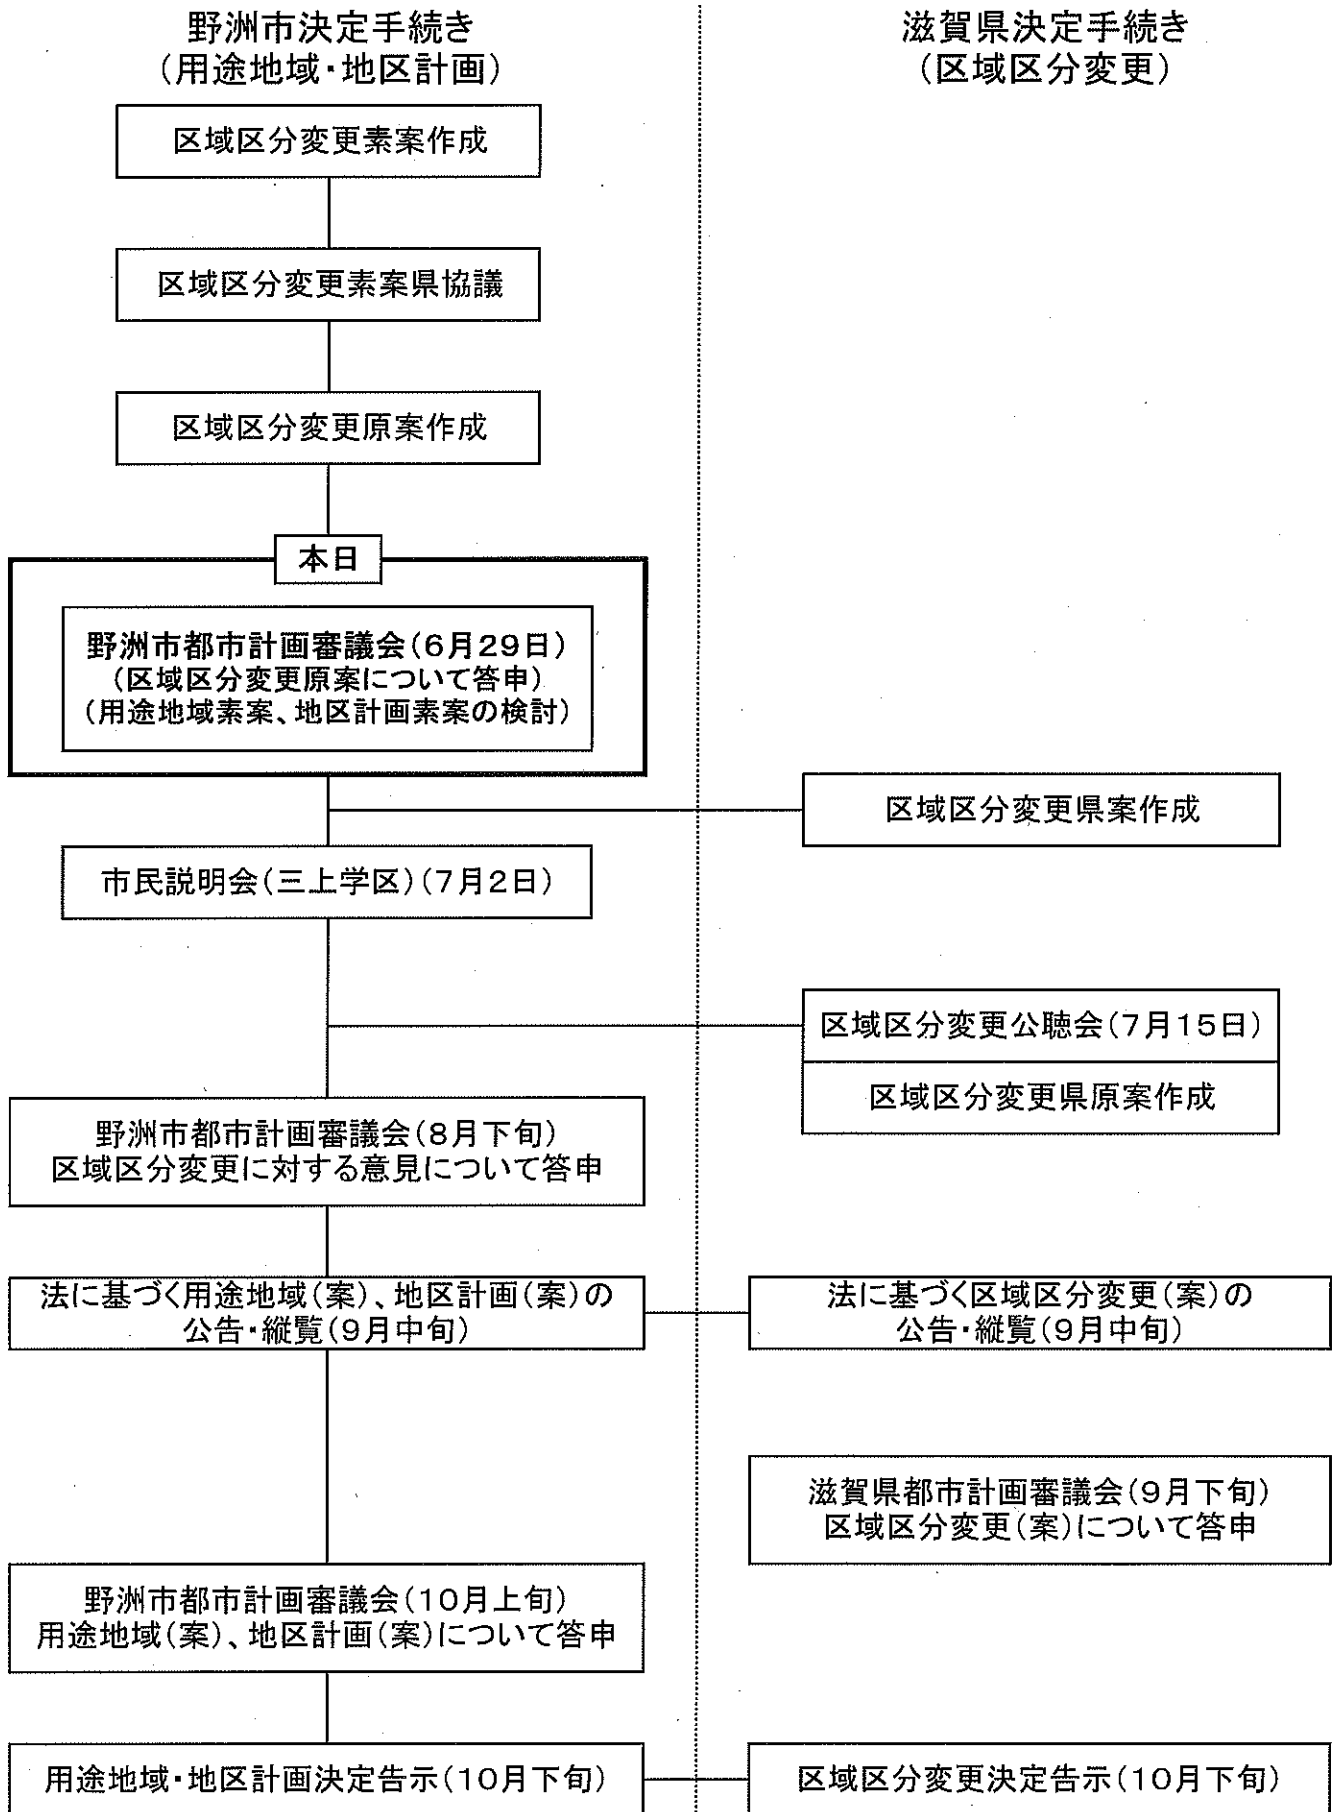 野洲市決定手続き
（用途地域・地区計画）
滋賀県決定手続き
（区域区分変更）
区域区分変更素案作成
区域区分変更素案県協議
区域区分変更原案作成
本日
野洲市都市計画審議会（６月２９日）
（区域区分変更原案について答申）
（用途地域素案、地区計画素案の検討）
区域区分変更県案作成
市民説明会（三上学区）（７月２日）
区域区分変更公聴会（７月１５日）
区域区分変更県原案作成
野洲市都市計画審議会（８月下旬）
区域区分変更に対する意見について答申
法に基づく用途地域（案）、地区計画（案）の
公告・縦覧（９月中旬）
法に基づく区域区分変更（案）の
公告・縦覧（９月中旬）
滋賀県都市計画審議会（９月下旬）
区域区分変更（案）について答申
野洲市都市計画審議会（１０月上旬）
用途地域（案）、地区計画（案）について答申
用途地域・地区計画決定告示（１０月下旬）
区域区分変更決定告示（１０月下旬）